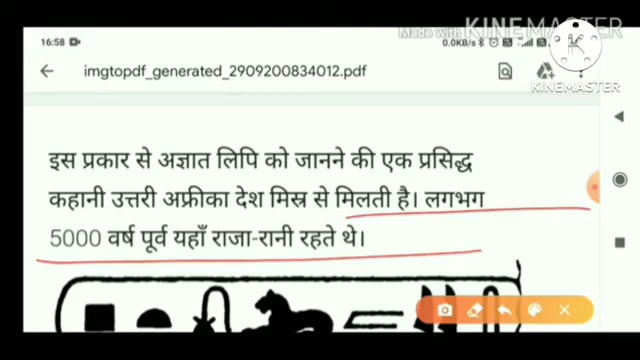 Made with KINEMASTER
16:58
0.0KB/s
KINEMASTER
imgtopdf_generated_2909200834012.pdf
इस प्रकार से अज्ञात लिपि को जानने की एक प्रसिद्ध
कहानी उत्तरी अफ्रीका देश मिस्र से मिलती है। लगभग
5000 वर्ष पूर्व यहाँ राजा-रानी रहते थे।